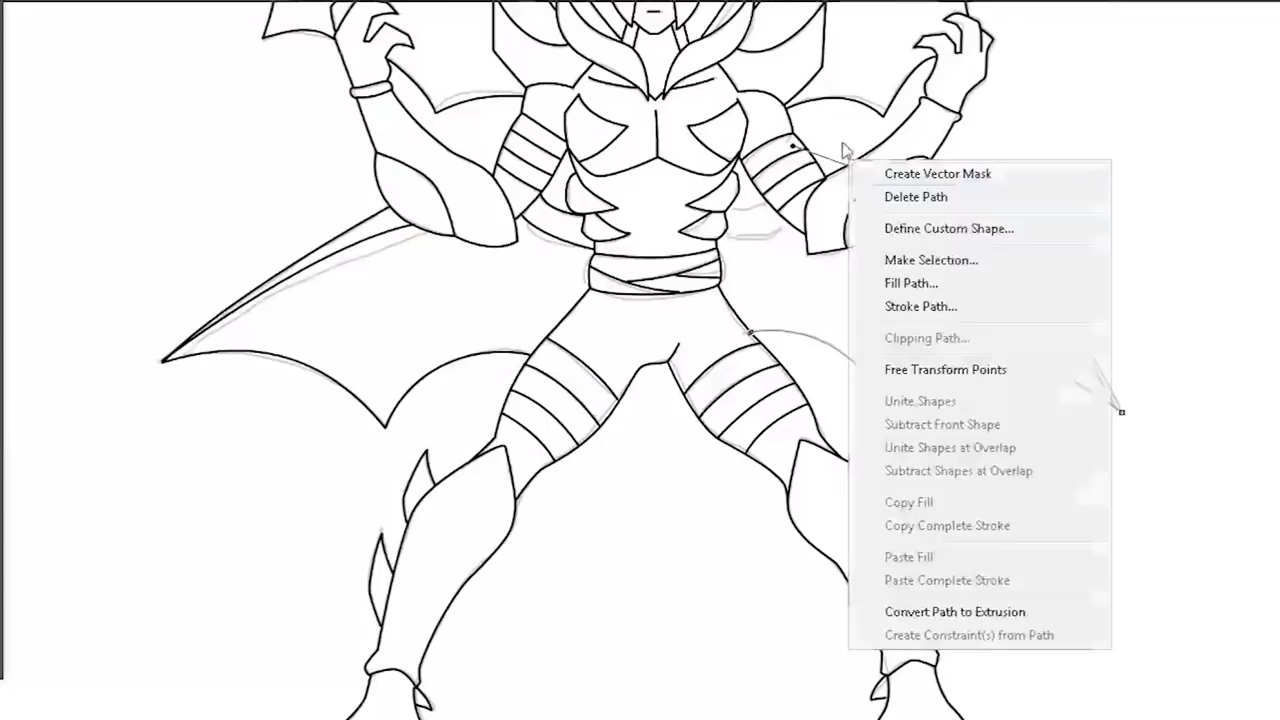 Create Vector Mask
Delete Path
Define Custom Shape...
Make Selection...
Fill Path...
Stroke Path...
Clipping Path...
Free Transform Points
Unite Shapes
Subtract Front Shape
Unite Shapes at Overlap
Subtract Shapes at Overlap
Copy Fill
Copy Complete Stroke
Paste Fill
Paste Complete Stroke
Convert Path to Extrusion
Create Constraint(s) from Path